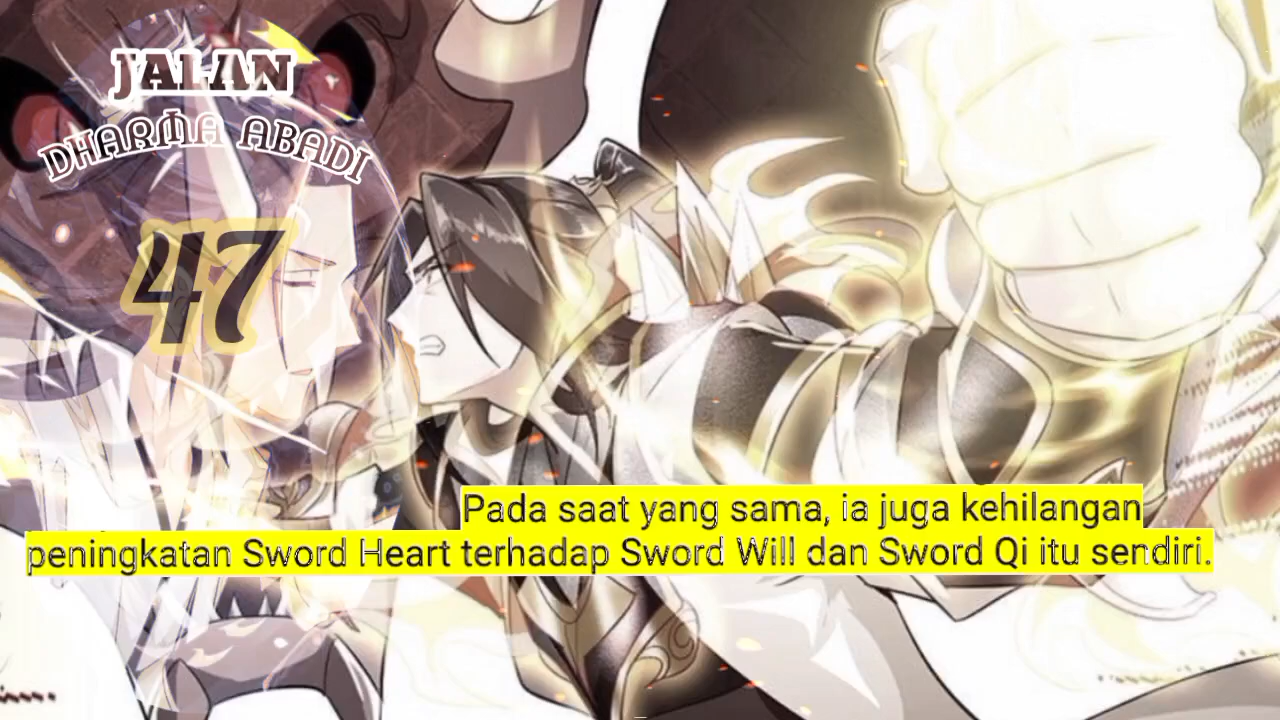 JALAN
DHARMA ABADI
47
Pada saat yang sama, ia juga kehilangan
peningkatan Sword Heart terhadap Sword Will dan Sword Qi itu sendiri.